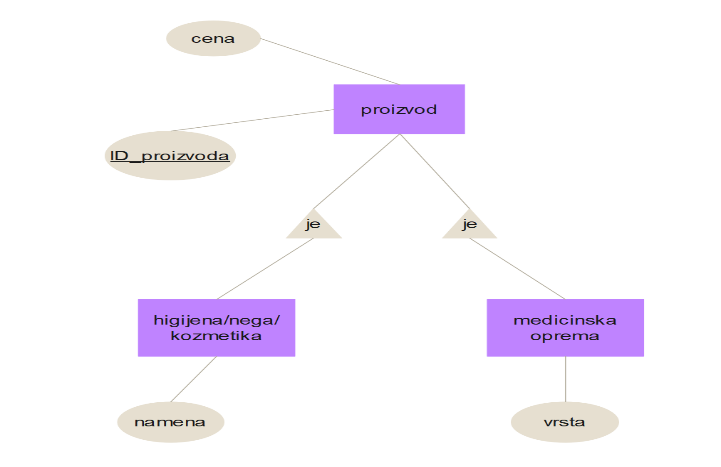 cena
proizvod
ID_proizvoda
je
je
higijena/nega/
kozmetika
medicinska
oprema
namena
vrsta